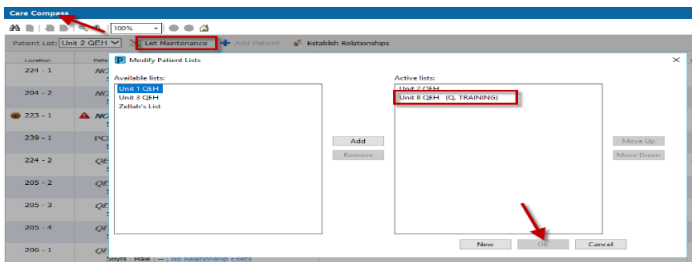 Care Compass
100%
Patient List: Unit 2 QEH List Maintenance Add Patient Establish Relationships
Location
Modify Patient Lists
224 - 1
Available lists:
Active lists:
Unit 1 QEH
Unit 2 QEH
Unit 3 QEH
Unit 8 QEH (Q, TRAINING)
Zellah's List
204 - 2
223 - 1
239 - 1
Add
Move Up
Remove
Move Down
224 - 2
205 - 2
205 - 3
205 - 4
206 - 1
New
OK
Cancel
58yrs | Male | -- | No Relationship Exists